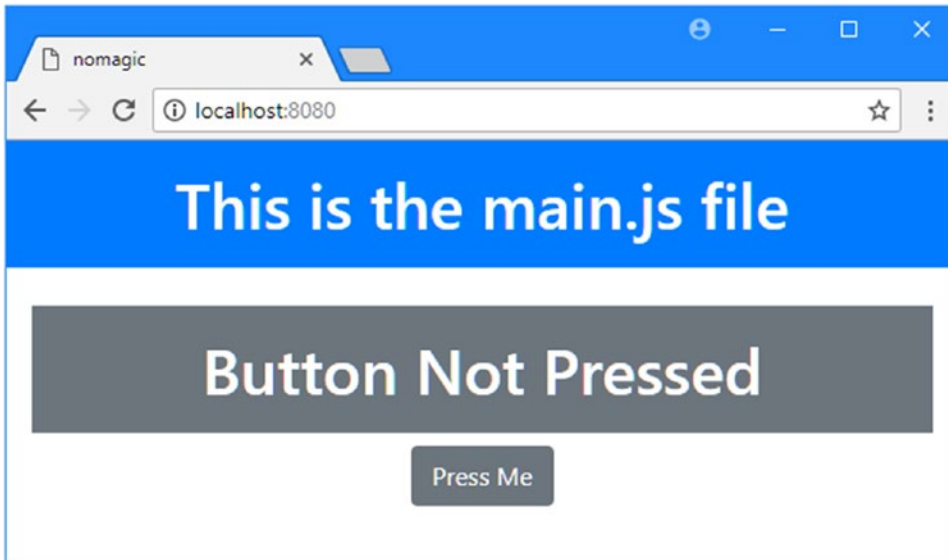 nomagic
localhost:8080
This is the main.js file
Button Not Pressed
Press Me